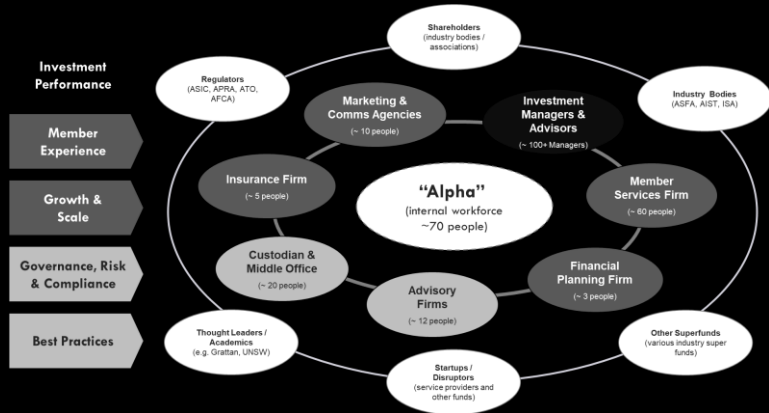 Investment
Performance
Member
Experience
Growth &
Scale
Governance, Risk
& Compliance
Best Practices
Shareholders
(industry bodies /
associations)
Regulators
(ASIC, APRA, ATO,
AFCA)
Industry Bodies
(ASFA, AIST, ISA)
Marketing &
Comms Agencies
(~ 10 people)
Investment
Managers &
Advisors
(~ 100+ Managers)
Insurance Firm
(~ 5 people)
"Alpha"
(internal workforce
~70 people)
Member
Services Firm
(~ 60 people)
Custodian &
Middle Office
(~ 20 people)
Advisory
Firms
(~ 12 people)
Financial
Planning Firm
(~ 3 people)
Thought Leaders /
Academics
(e.g. Grattan, UNSW)
Startups /
Disruptors
(service providers and
other funds)
Other Superfunds
(various industry super
funds)